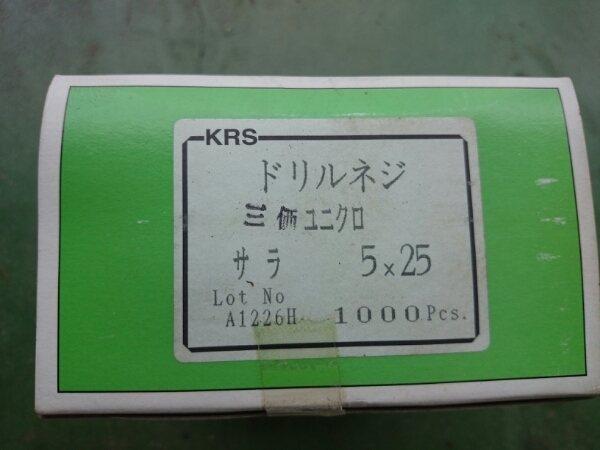 KRS
ドリルネジ
三価ユニクロ
サラ 5×25
Lot No
A1226H 1000Pcs.